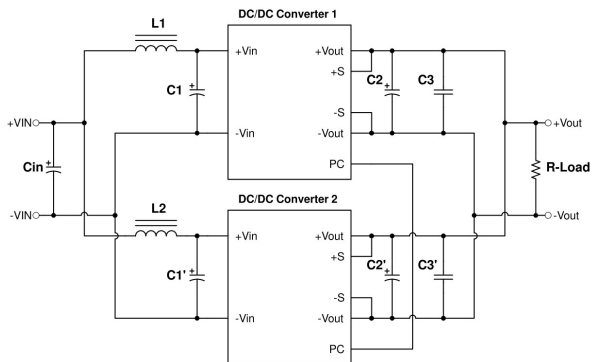 DC/DC Converter 1
L1
+Vin
+Vout
+S
C1
+
C2
+
C3
-S
-Vin
-Vout
+VIN
+Vout
PC
Cin
+
R-Load
-VIN
-Vout
DC/DC Converter 2
L2
+Vin
+Vout
+S
C1'
+
C2'
+
C3'
-S
-Vin
-Vout
PC